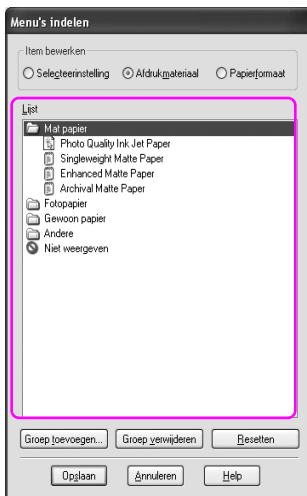 Menu's indelen
Item bewerken
Selecteerinstelling Afdrukmateriaal Papierformaat
Lijst
Mat papier
Photo Quality Ink Jet Paper
Singleweight Matte Paper
Enhanced Matte Paper
Archival Matte Paper
Fotopapier
Gewoon papier
Andere
Niet weergeven
Groep toevoegen... Groep verwijderen Resetten
Opslaan Annuleren Help